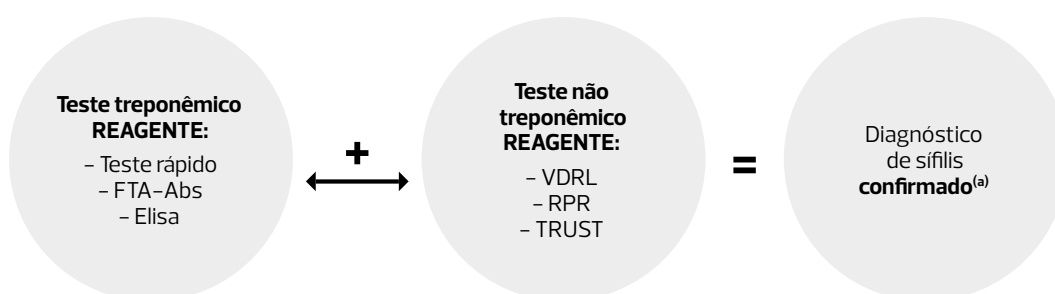 Teste treponêmico
REAGENTE:
– Teste rápido
– FTA-Abs
– Elisa
+
Teste não
treponêmico
REAGENTE:
– VDRL
– RPR
– TRUST
=
Diagnóstico
de sífilis
confirmado(a)